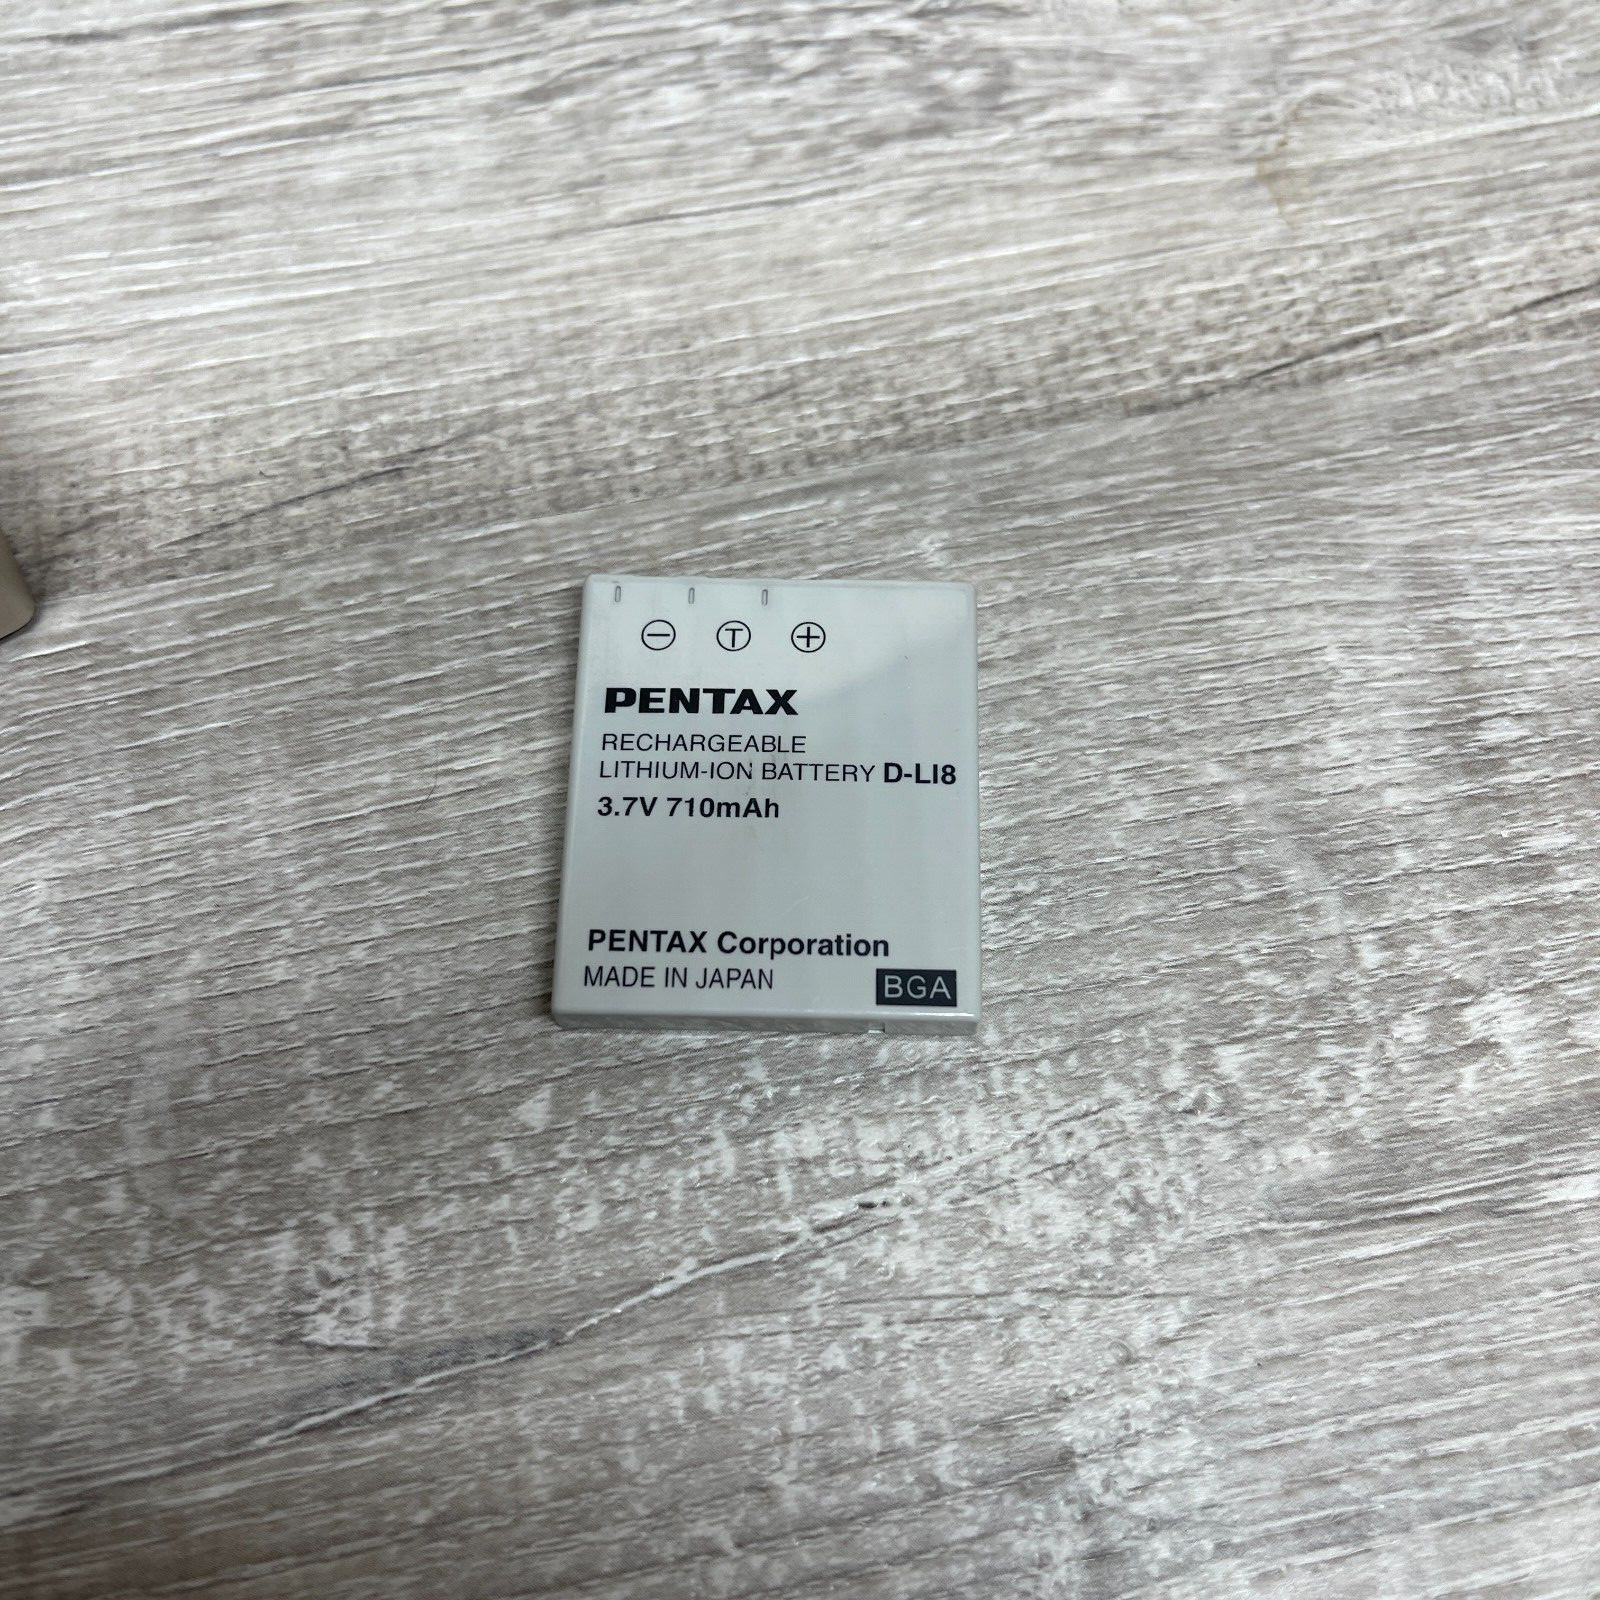 ⊖ Ⓣ ⊕
PENTAX
RECHARGEABLE
LITHIUM-ION BATTERY D-LI8
3.7V 710mAh
PENTAX Corporation
MADE IN JAPAN BGA